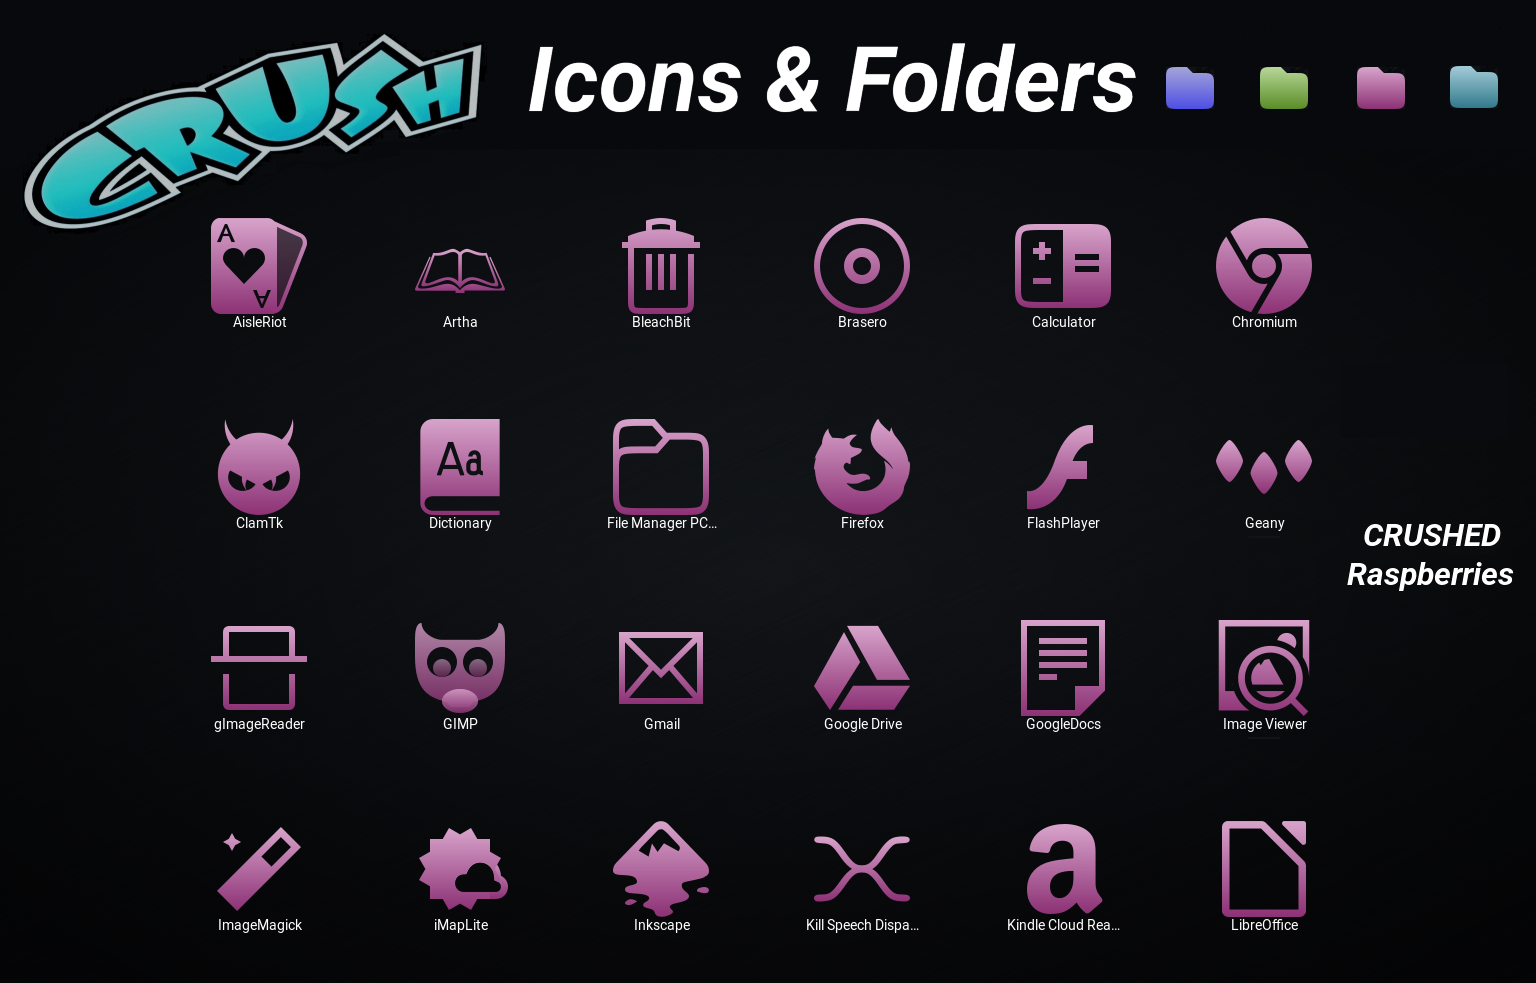 CRUSH
Icons & Folders
A
A
AisleRiot
Artha
BleachBit
Brasero
Calculator
Chromium
Aa
ClamTk
Dictionary
File Manager PC...
Firefox
FlashPlayer
Geany
CRUSHED
Raspberries
gImageReader
GIMP
Gmail
Google Drive
GoogleDocs
Image Viewer
a
ImageMagick
iMapLite
Inkscape
Kill Speech Dispa...
Kindle Cloud Rea...
LibreOffice